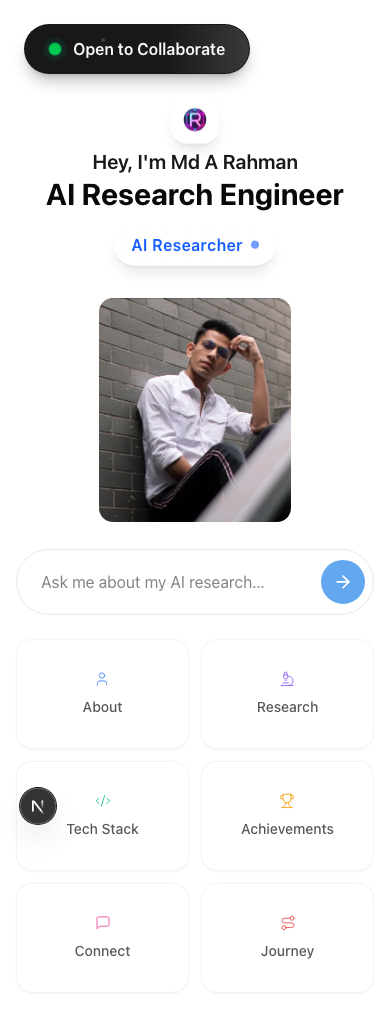 Open to Collaborate
R
Hey, I'm Md A Rahman
AI Research Engineer
AI Researcher
Ask me about my AI research...
About
Research
Tech Stack
Achievements
Connect
Journey
N